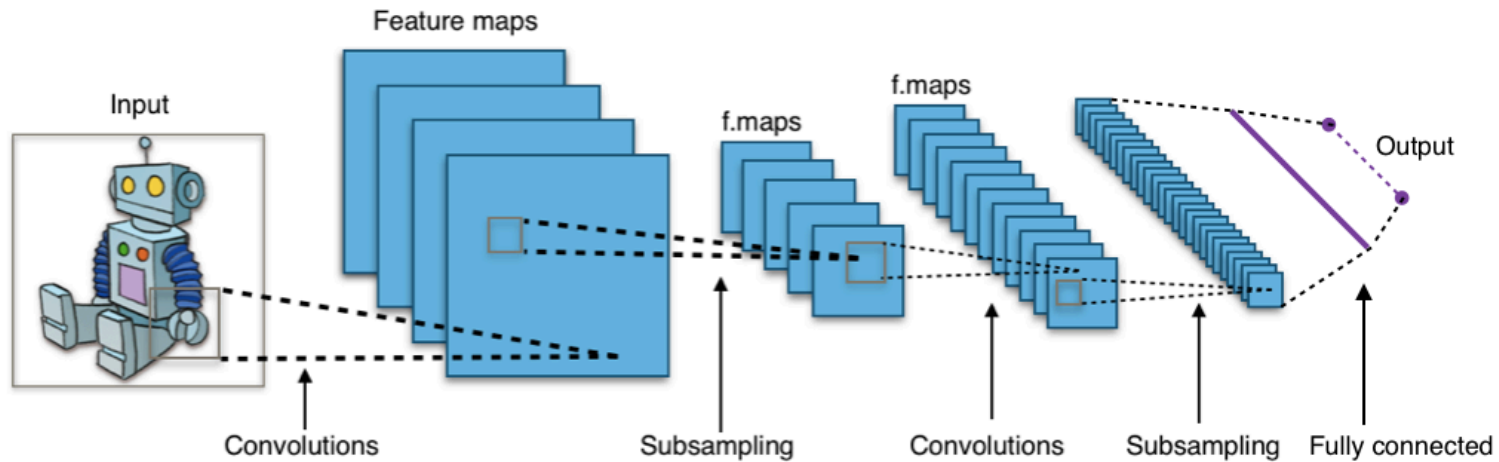 Feature maps
Input
f.maps
f.maps
Output
Convolutions
Subsampling
Convolutions
Subsampling
Fully connected